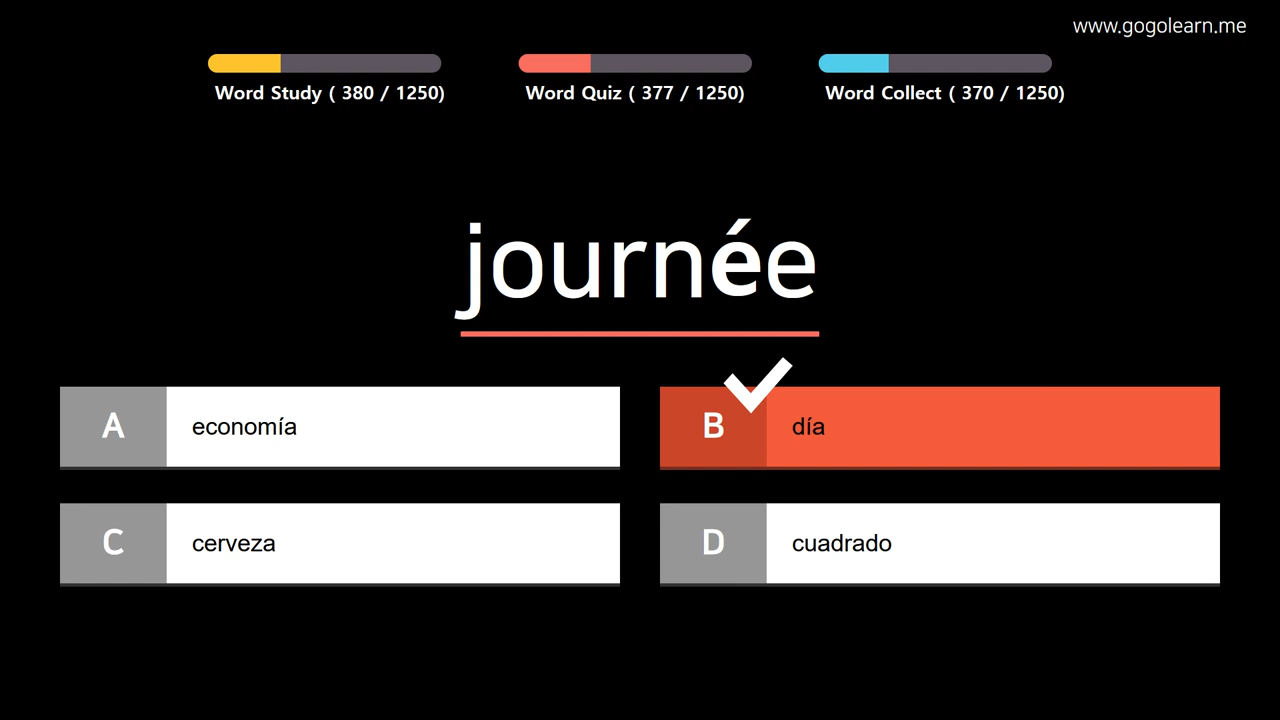 www.gogolearn.me
Word Study ( 380 / 1250)
Word Quiz ( 377 / 1250)
Word Collect ( 370 / 1250)
journée
A economía
B día
C cerveza
D cuadrado